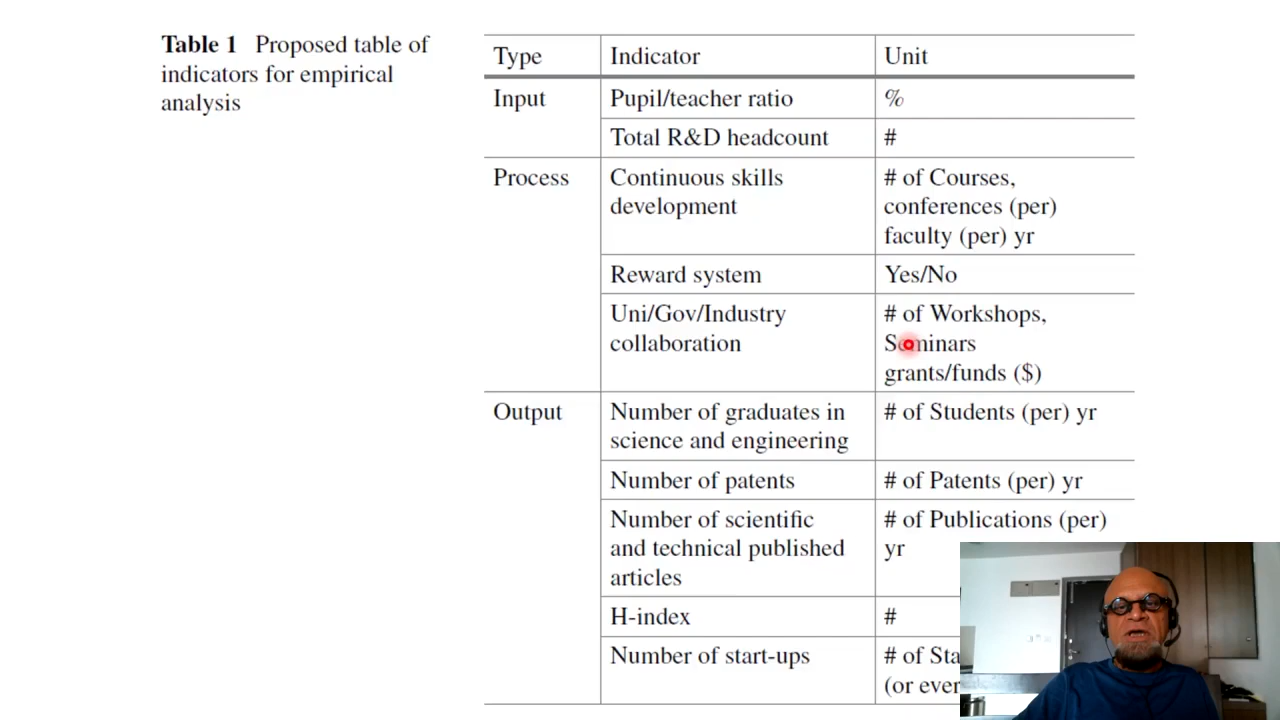 Table 1 Proposed table of
indicators for empirical
analysis
Type Indicator Unit
Input Pupil/teacher ratio %
Total R&D headcount #
Process Continuous skills # of Courses,
development conferences (per)
faculty (per) yr
Reward system Yes/No
Uni/Gov/Industry # of Workshops,
collaboration Seminars
grants/funds ($)
Output Number of graduates in # of Students (per) yr
science and engineering
Number of patents # of Patents (per) yr
Number of scientific # of Publications (per)
and technical published yr
articles
H-index #
Number of start-ups # of
(or